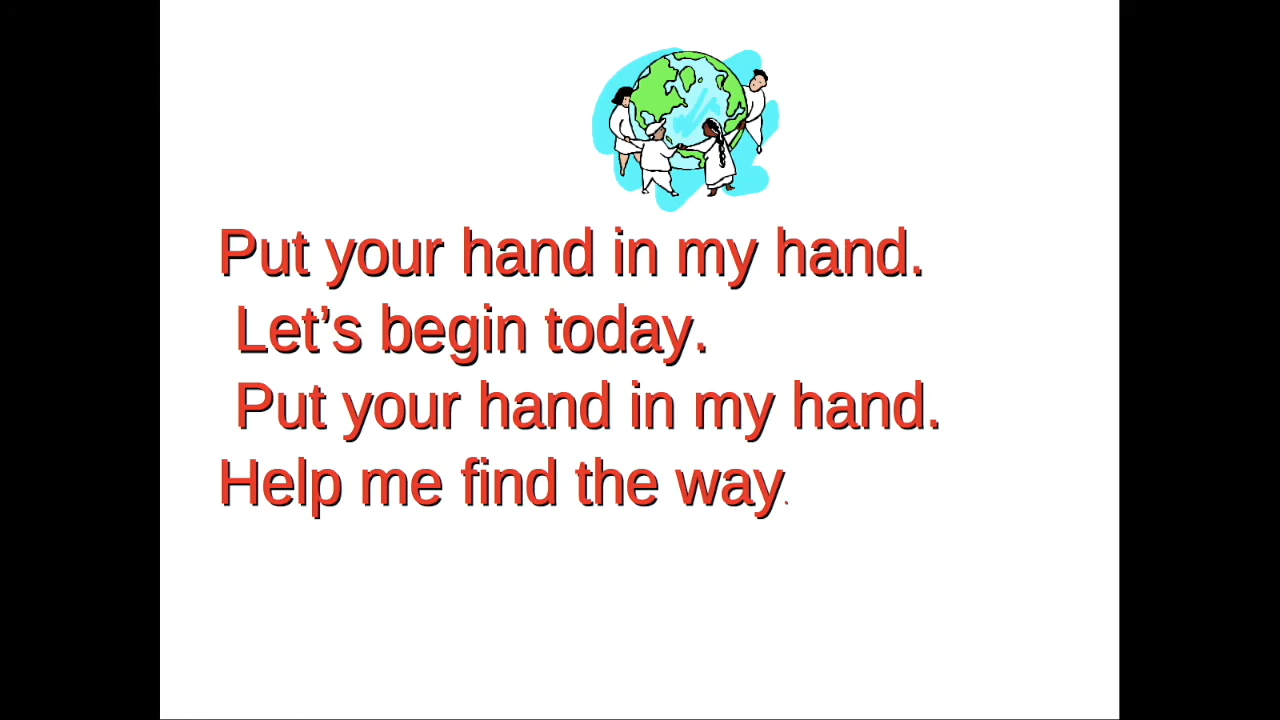 Put your hand in my hand.
Let’s begin today.
Put your hand in my hand.
Help me find the way.